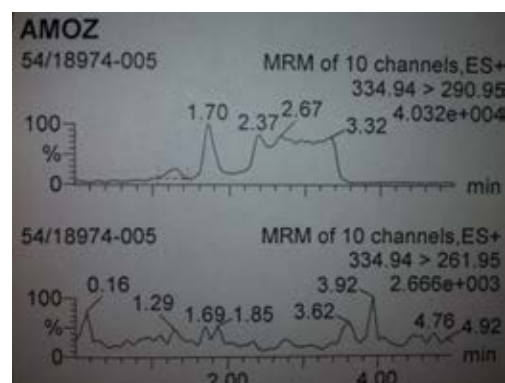 AMOZ
54/18974-005 MRM of 10 channels,ES+
334.94 > 290.95
4.032e+004
1.70 2.37 2.67 3.32
100
%
0 min
54/18974-005 MRM of 10 channels,ES+
334.94 > 261.95
2.666e+003
0.16 1.29 1.69 1.85 3.62 3.92 4.76 4.92
100
%
0 min
2.00 4.00